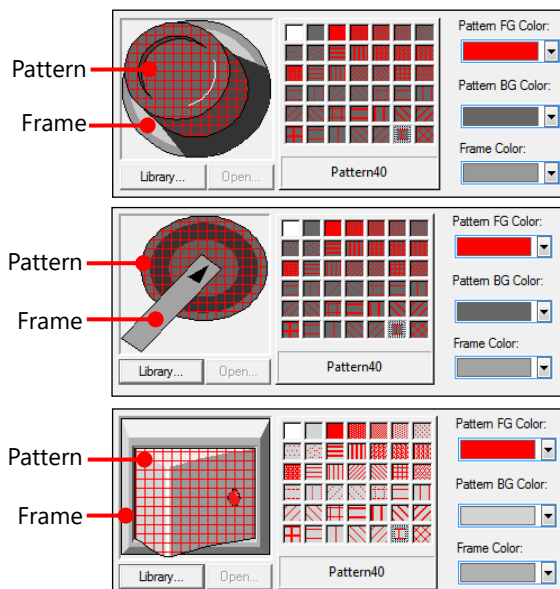 Pattern FG Color:
Pattern
Pattern BG Color:
Frame
Frame Color:
Library...
Open...
Pattern40
Pattern FG Color:
Pattern
Pattern BG Color:
Frame
Frame Color:
Library...
Open...
Pattern40
Pattern FG Color:
Pattern
Pattern BG Color:
Frame
Frame Color:
Library...
Open...
Pattern40